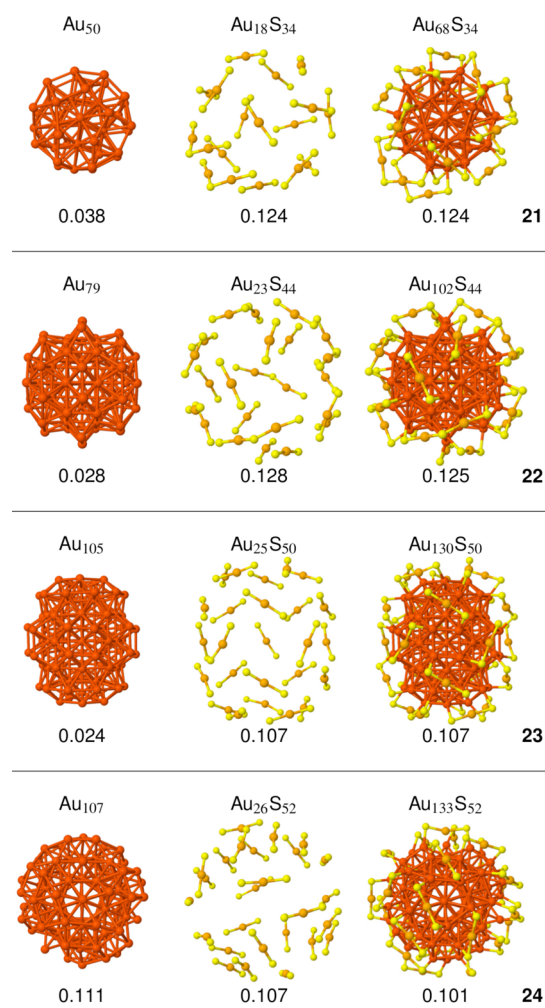 Au₅₀ Au₁₈S₃₄ Au₆₈S₃₄
0.038 0.124 0.124 21
Au₇₉ Au₂₃S₄₄ Au₁₀₂S₄₄
0.028 0.128 0.125 22
Au₁₀₅ Au₂₅S₅₀ Au₁₃₀S₅₀
0.024 0.107 0.107 23
Au₁₀₇ Au₂₆S₅₂ Au₁₃₃S₅₂
0.111 0.107 0.101 24